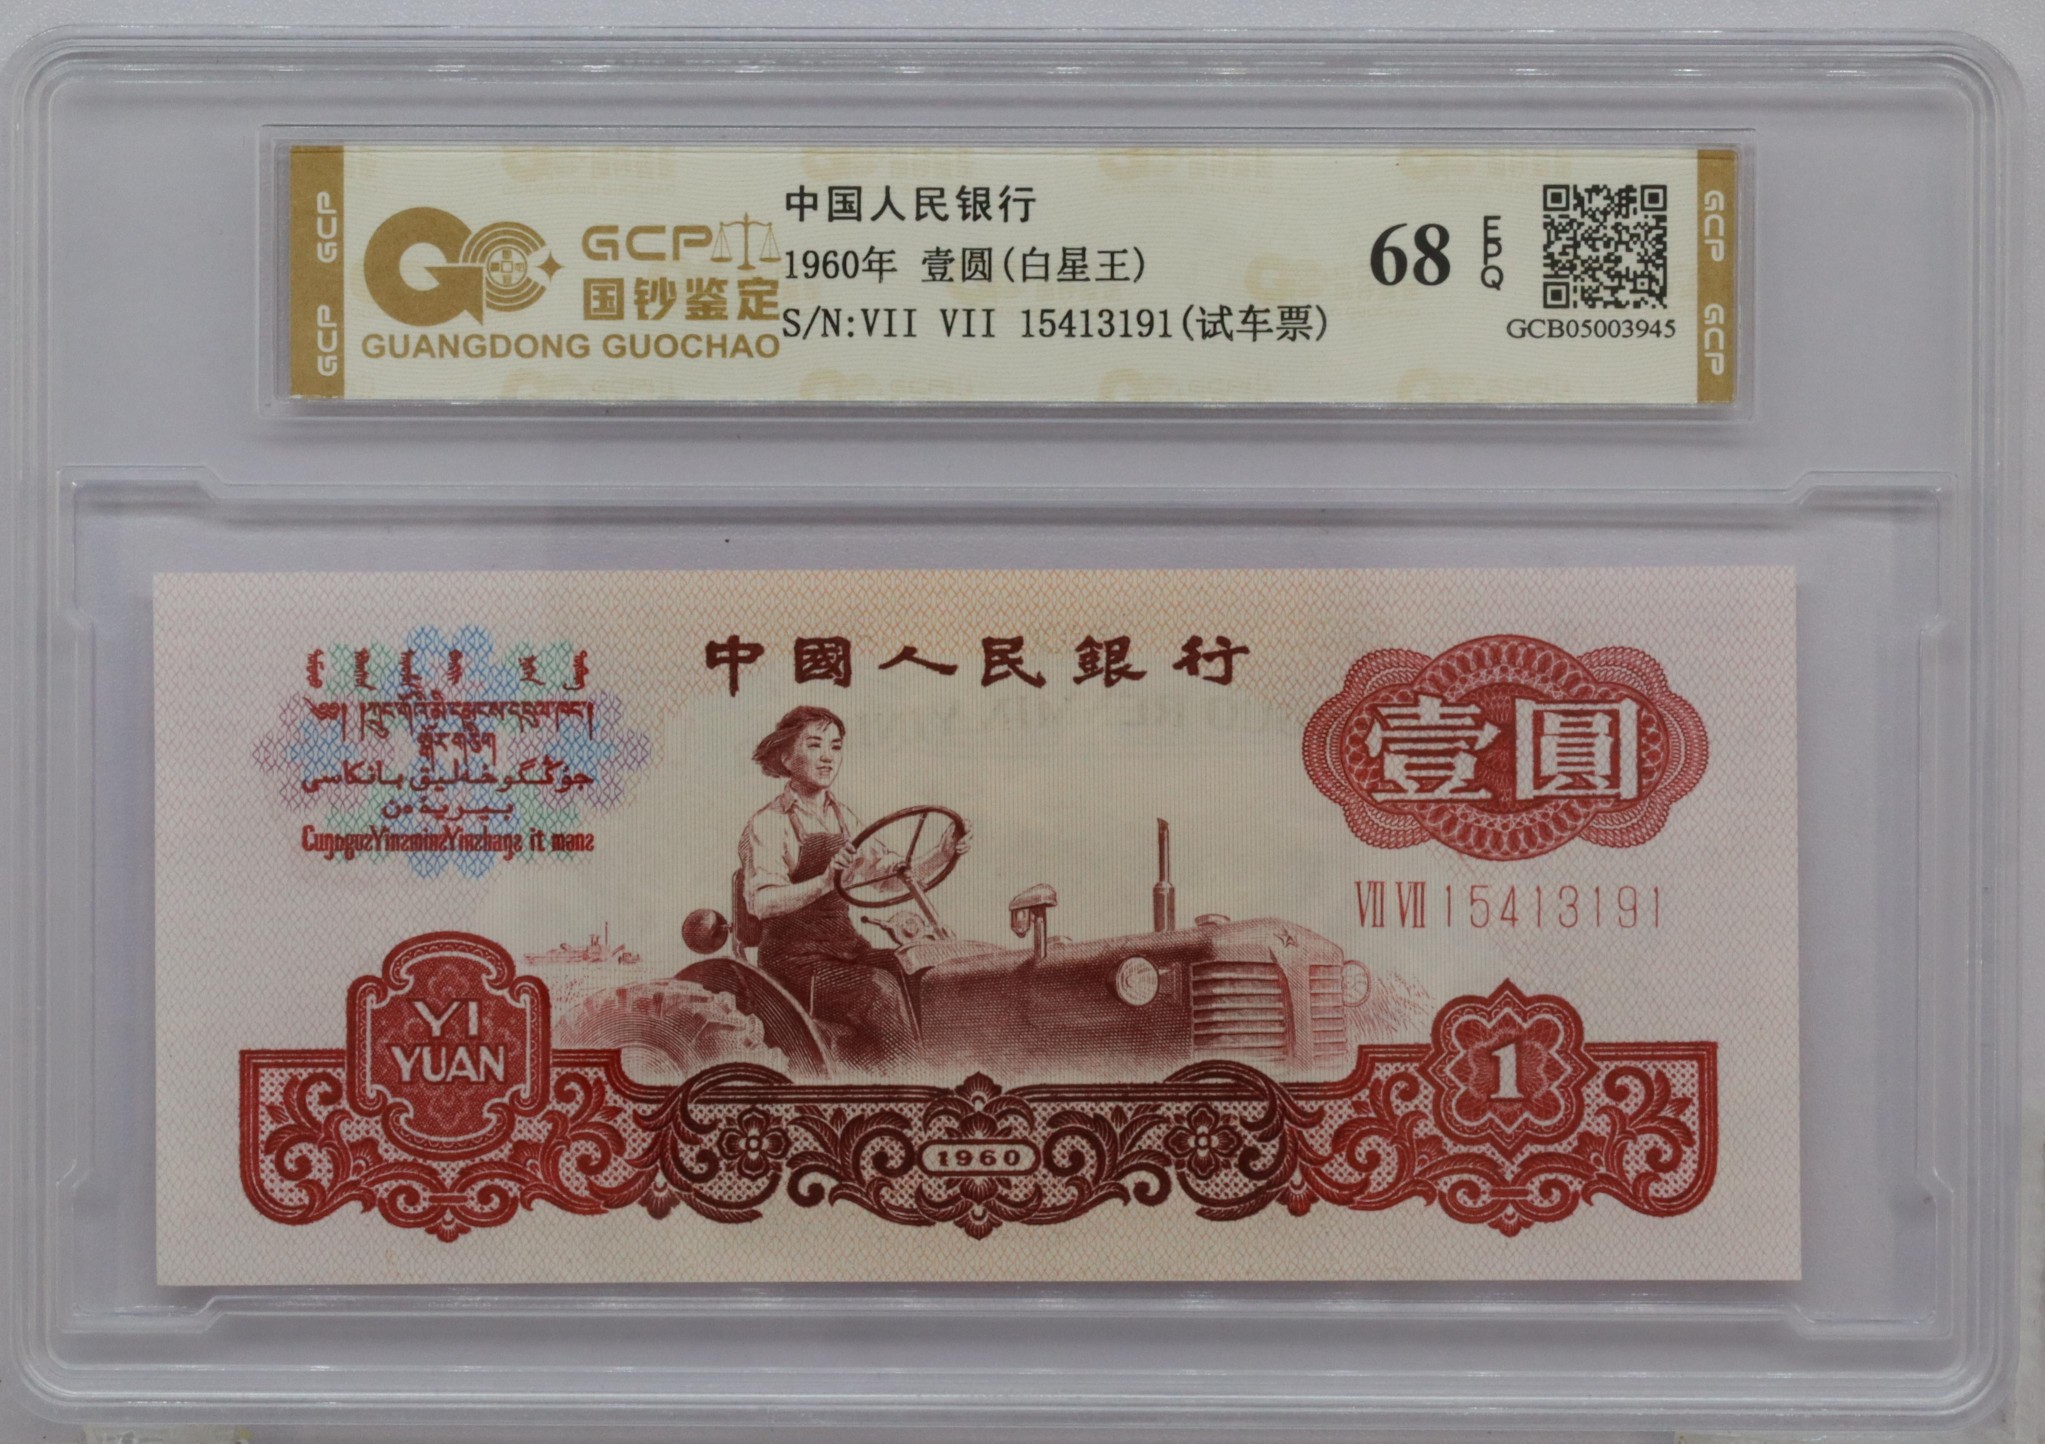 GCP
GCP
GCP
国钞鉴定
GUANGDONG GUOCHAO
中国人民银行
1960年 壹圆(白星王)
S/N:VII VII 15413191(试车票)
68 EPQ
GCB05003945
GCP
GCP
中國人民銀行
壹圓
VII VII 15413191
YI
YUAN
1960
1